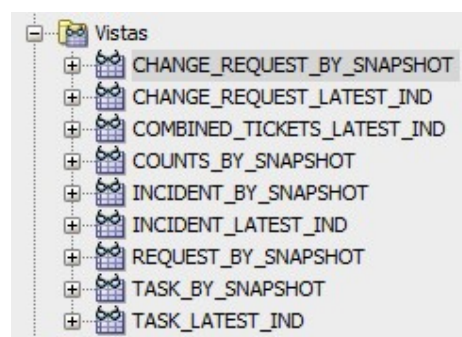 Vistas
CHANGE_REQUEST_BY_SNAPSHOT
CHANGE_REQUEST_LATEST_IND
COMBINED_TICKETS_LATEST_IND
COUNTS_BY_SNAPSHOT
INCIDENT_BY_SNAPSHOT
INCIDENT_LATEST_IND
REQUEST_BY_SNAPSHOT
TASK_BY_SNAPSHOT
TASK_LATEST_IND